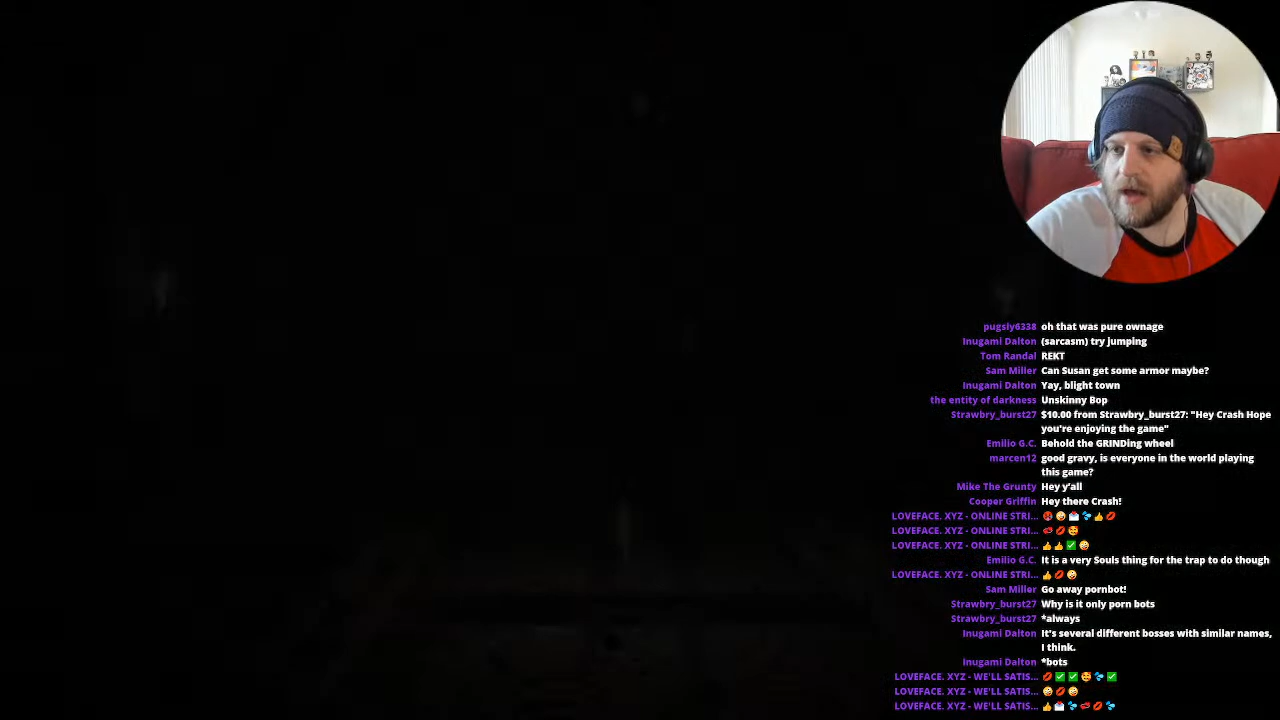 pugsly6338 oh that was pure ownage
Inugami Dalton (sarcasm) try jumping
Tom Randal REKT
Sam Miller Can Susan get some armor maybe?
Inugami Dalton Yay, blight town
the entity of darkness Unskinny Bop
Strawbry_burst27 $10.00 from Strawbry_burst27: "Hey Crash Hope
you're enjoying the game"
Emilio G.C. Behold the GRINDing wheel
marcen12 good gravy, is everyone in the world playing
this game?
Mike The Grunty Hey y'all
Cooper Griffin Hey there Crash!
LOVEFACE. XYZ - ONLINE STRI...
LOVEFACE. XYZ - ONLINE STRI...
LOVEFACE. XYZ - ONLINE STRI...
Emilio G.C. It is a very Souls thing for the trap to do though
LOVEFACE. XYZ - ONLINE STRI...
Sam Miller Go away pornbot!
Strawbry_burst27 Why is it only porn bots
Strawbry_burst27 *always
Inugami Dalton It's several different bosses with similar names,
I think.
Inugami Dalton *bots
LOVEFACE. XYZ - WE'LL SATIS...
LOVEFACE. XYZ - WE'LL SATIS...
LOVEFACE. XYZ - WE'LL SATIS...